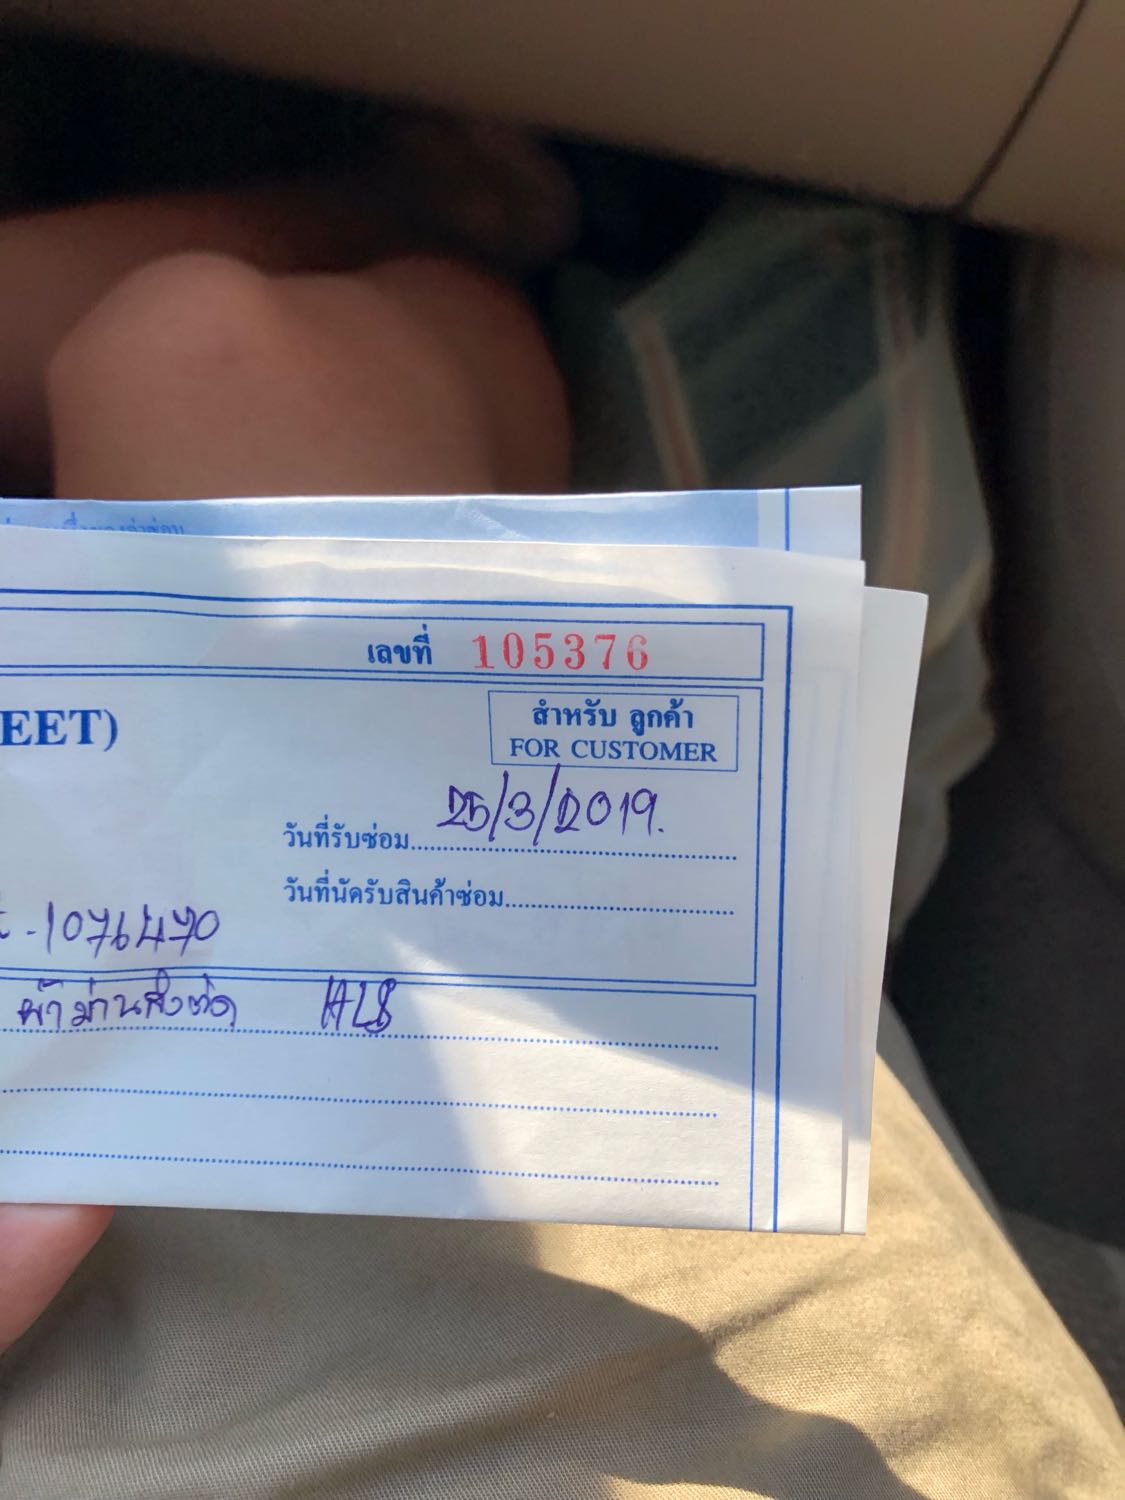 เลขที่ 105376
EET)
สำหรับ ลูกค้า
FOR CUSTOMER
วันที่รับซ่อม 25/3/2019.
วันที่นัดรับสินค้าซ่อม
-1076470
ผ้าม่านสั่งตัด